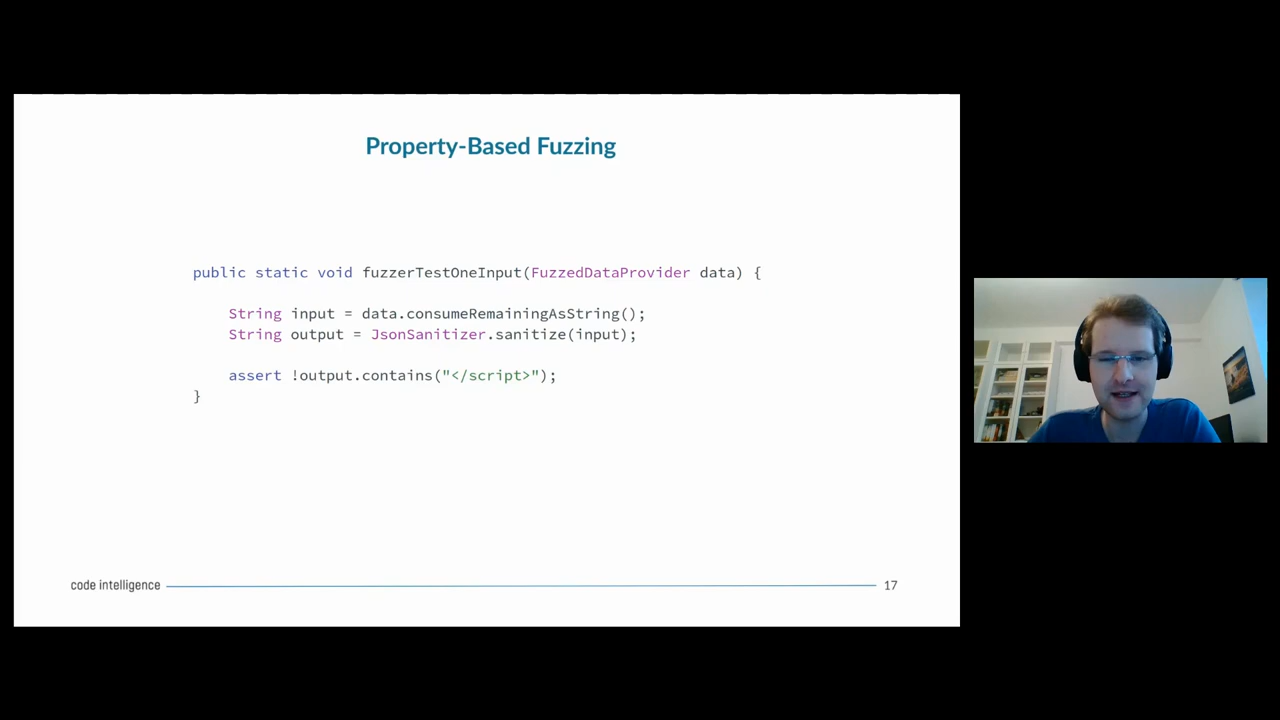 Property-Based Fuzzing
public static void fuzzerTestOneInput(FuzzedDataProvider data) {
String input = data.consumeRemainingAsString();
String output = JsonSanitizer.sanitize(input);
assert !output.contains("</script>");
}
code intelligence
17